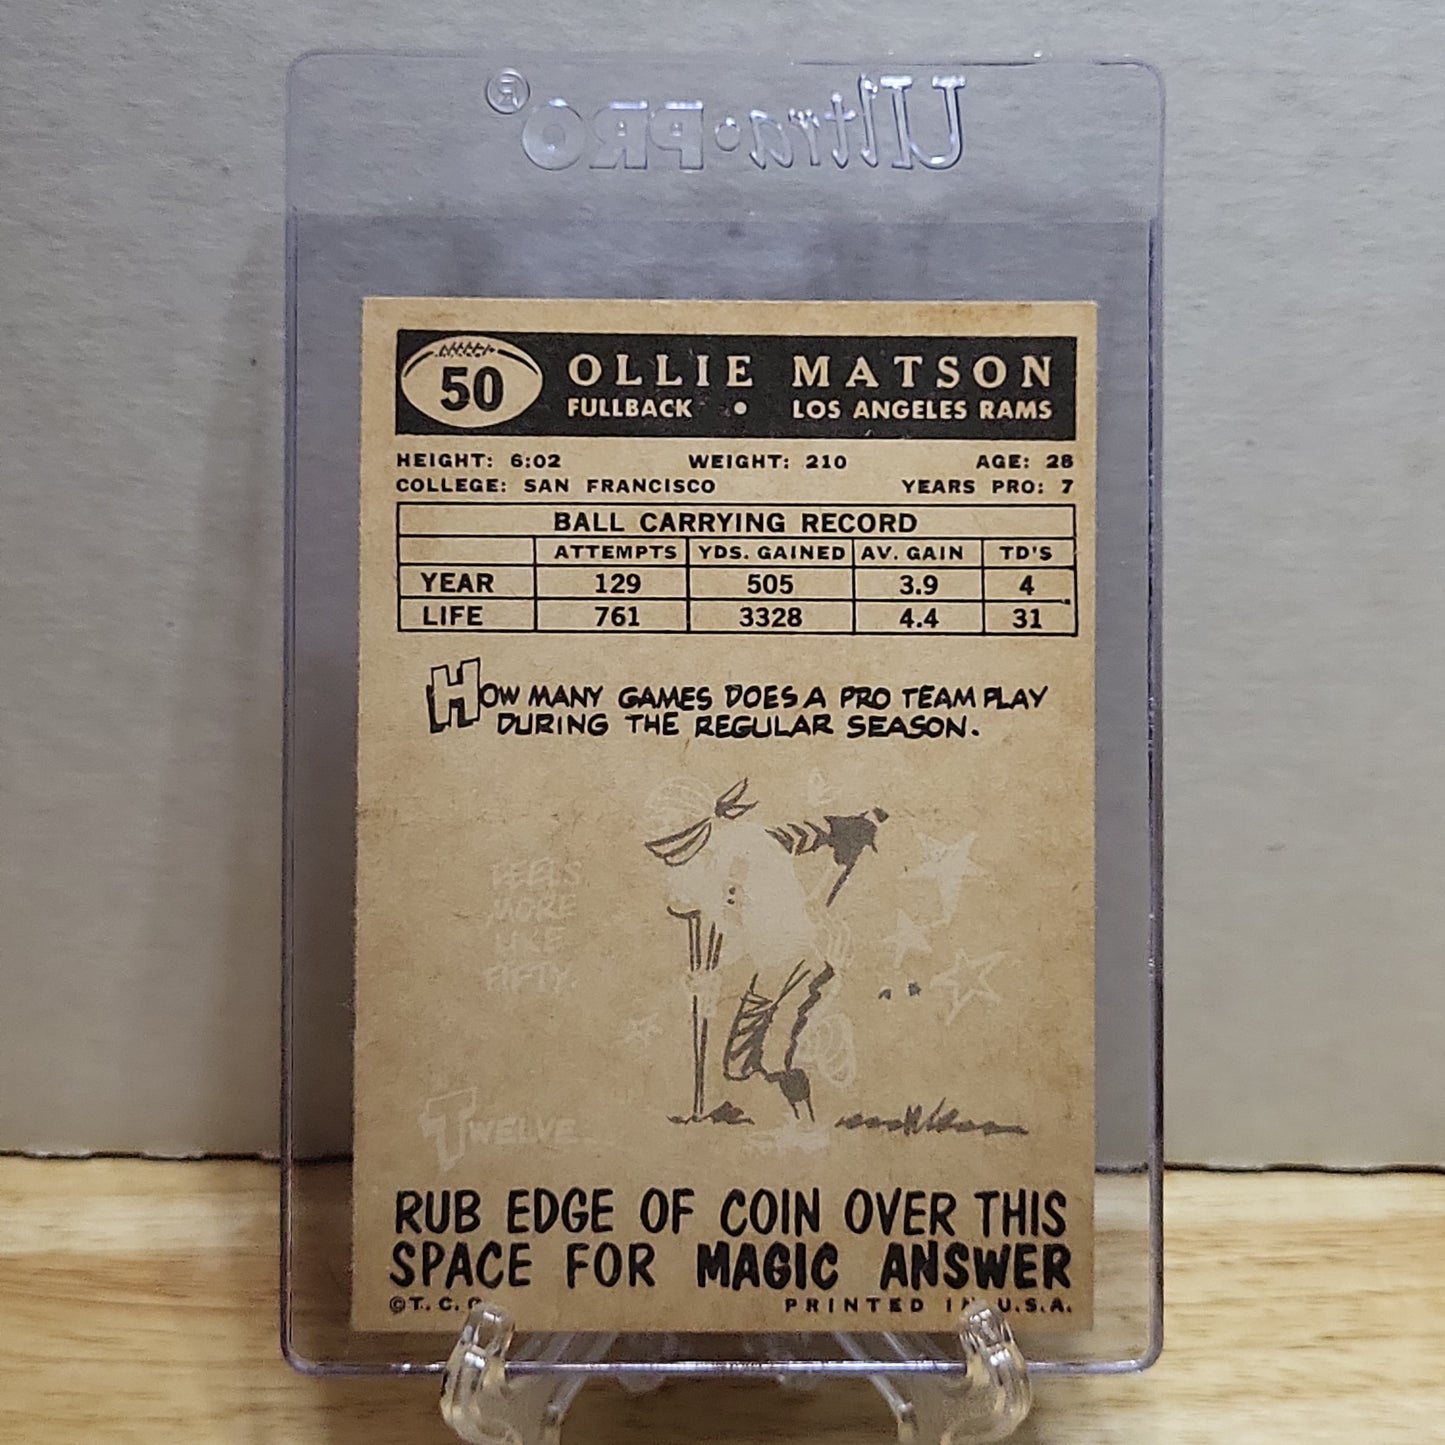 Ultra•PRO®
50
OLLIE MATSON
FULLBACK • LOS ANGELES RAMS
HEIGHT: 6:02 WEIGHT: 210 AGE: 28
COLLEGE: SAN FRANCISCO YEARS PRO: 7
BALL CARRYING RECORD
ATTEMPTS YDS. GAINED AV. GAIN TD'S
YEAR 129 505 3.9 4
LIFE 761 3328 4.4 31
HOW MANY GAMES DOES A PRO TEAM PLAY
DURING THE REGULAR SEASON.
FEELS
MORE
LIKE
FIFTY.
TWELVE.
RUB EDGE OF COIN OVER THIS
SPACE FOR MAGIC ANSWER
©T. C. G. PRINTED IN U.S.A.